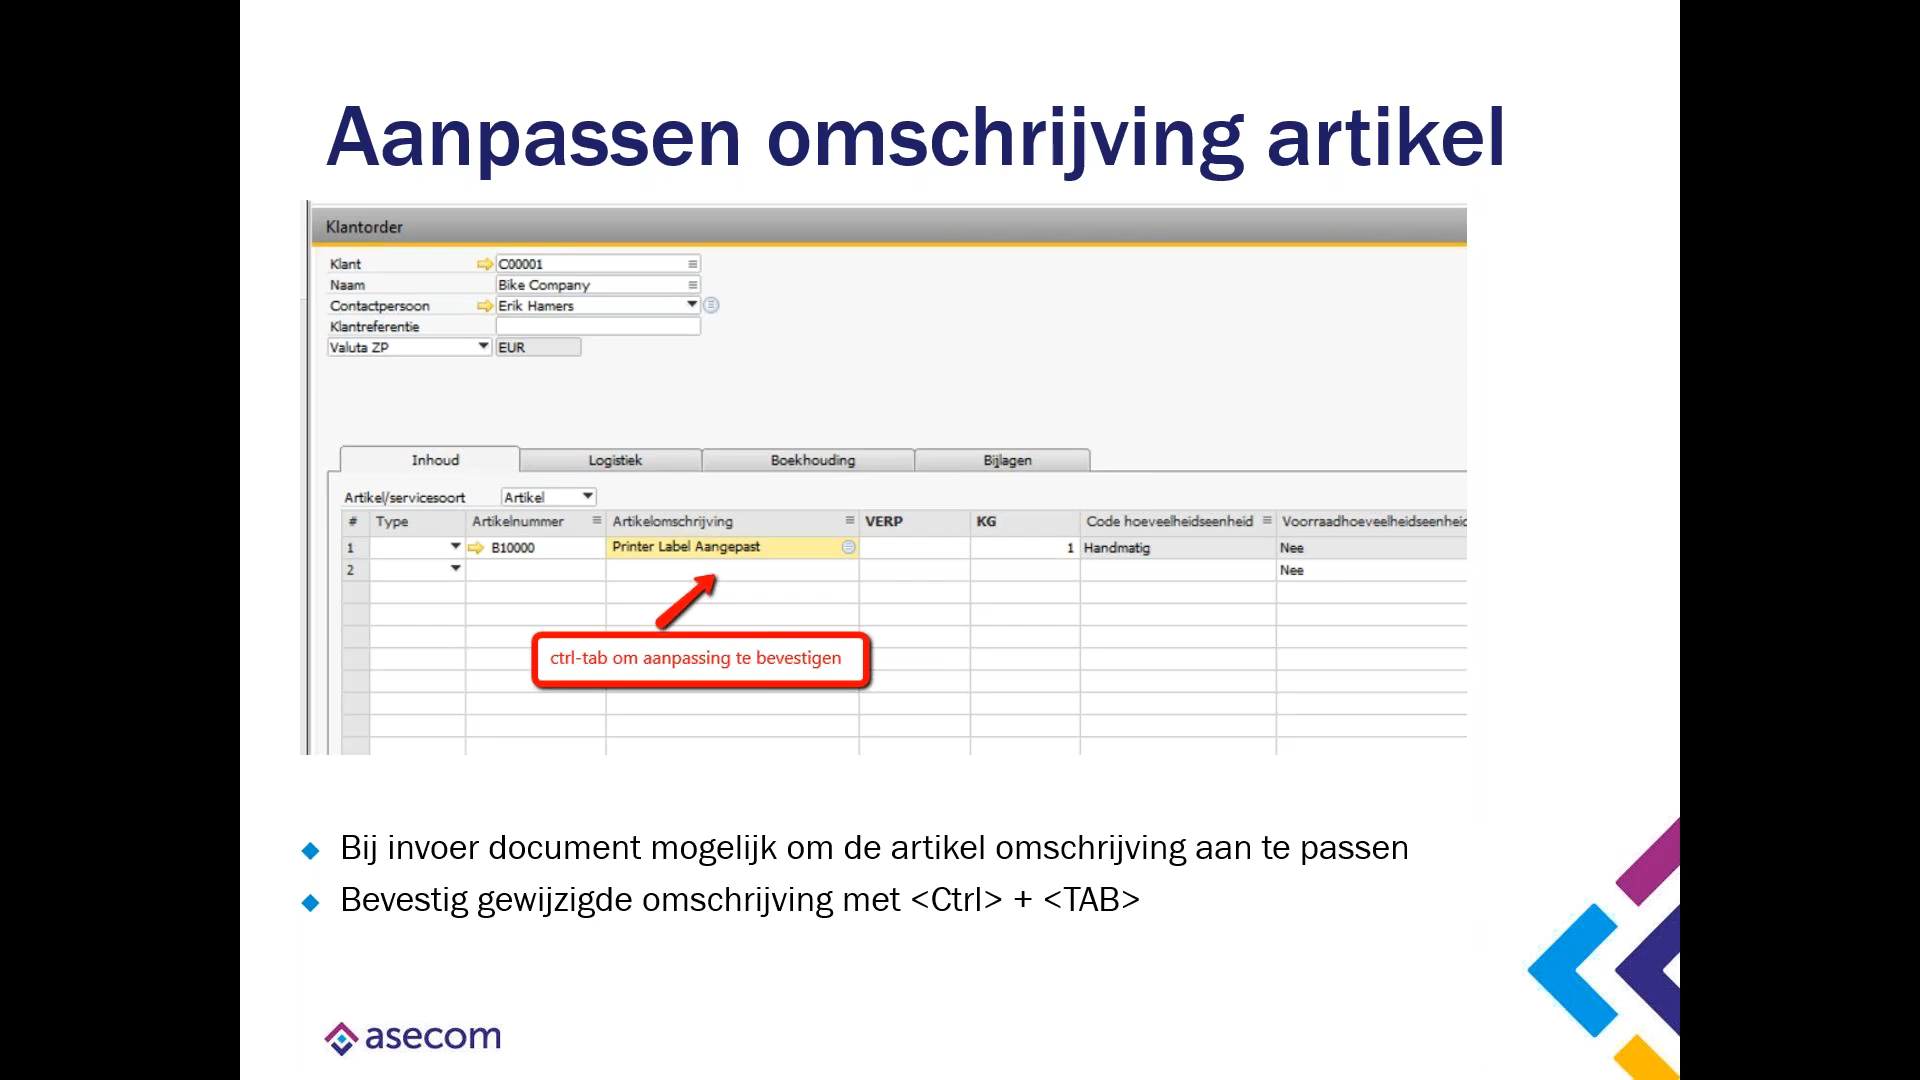 Aanpassen omschrijving artikel
Klantorder
Klant C00001
Naam Bike Company
Contactpersoon Erik Hamers
Klantreferentie
Valuta ZP EUR
Inhoud Logistiek Boekhouding Bijlagen
Artikel/servicesoort Artikel
# Type Artikelnummer Artikelomschrijving VERP KG Code hoeveelheidseenheid Voorraadhoeveelheidseenheid
1 B10000 Printer Label Aangepast 1 Handmatig Nee
2 Nee
ctrl-tab om aanpassing te bevestigen
Bij invoer document mogelijk om de artikel omschrijving aan te passen
Bevestig gewijzigde omschrijving met <Ctrl> + <TAB>
asecom